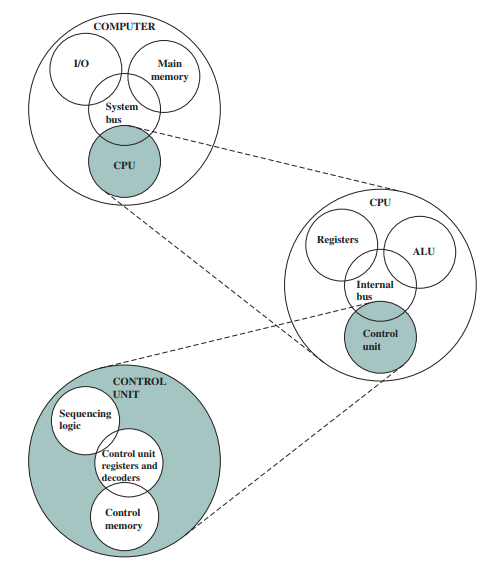 COMPUTER
I/O
Main
memory
System
bus
CPU
CPU
Registers
ALU
Internal
bus
Control
unit
CONTROL
UNIT
Sequencing
logic
Control unit
registers and
decoders
Control
memory